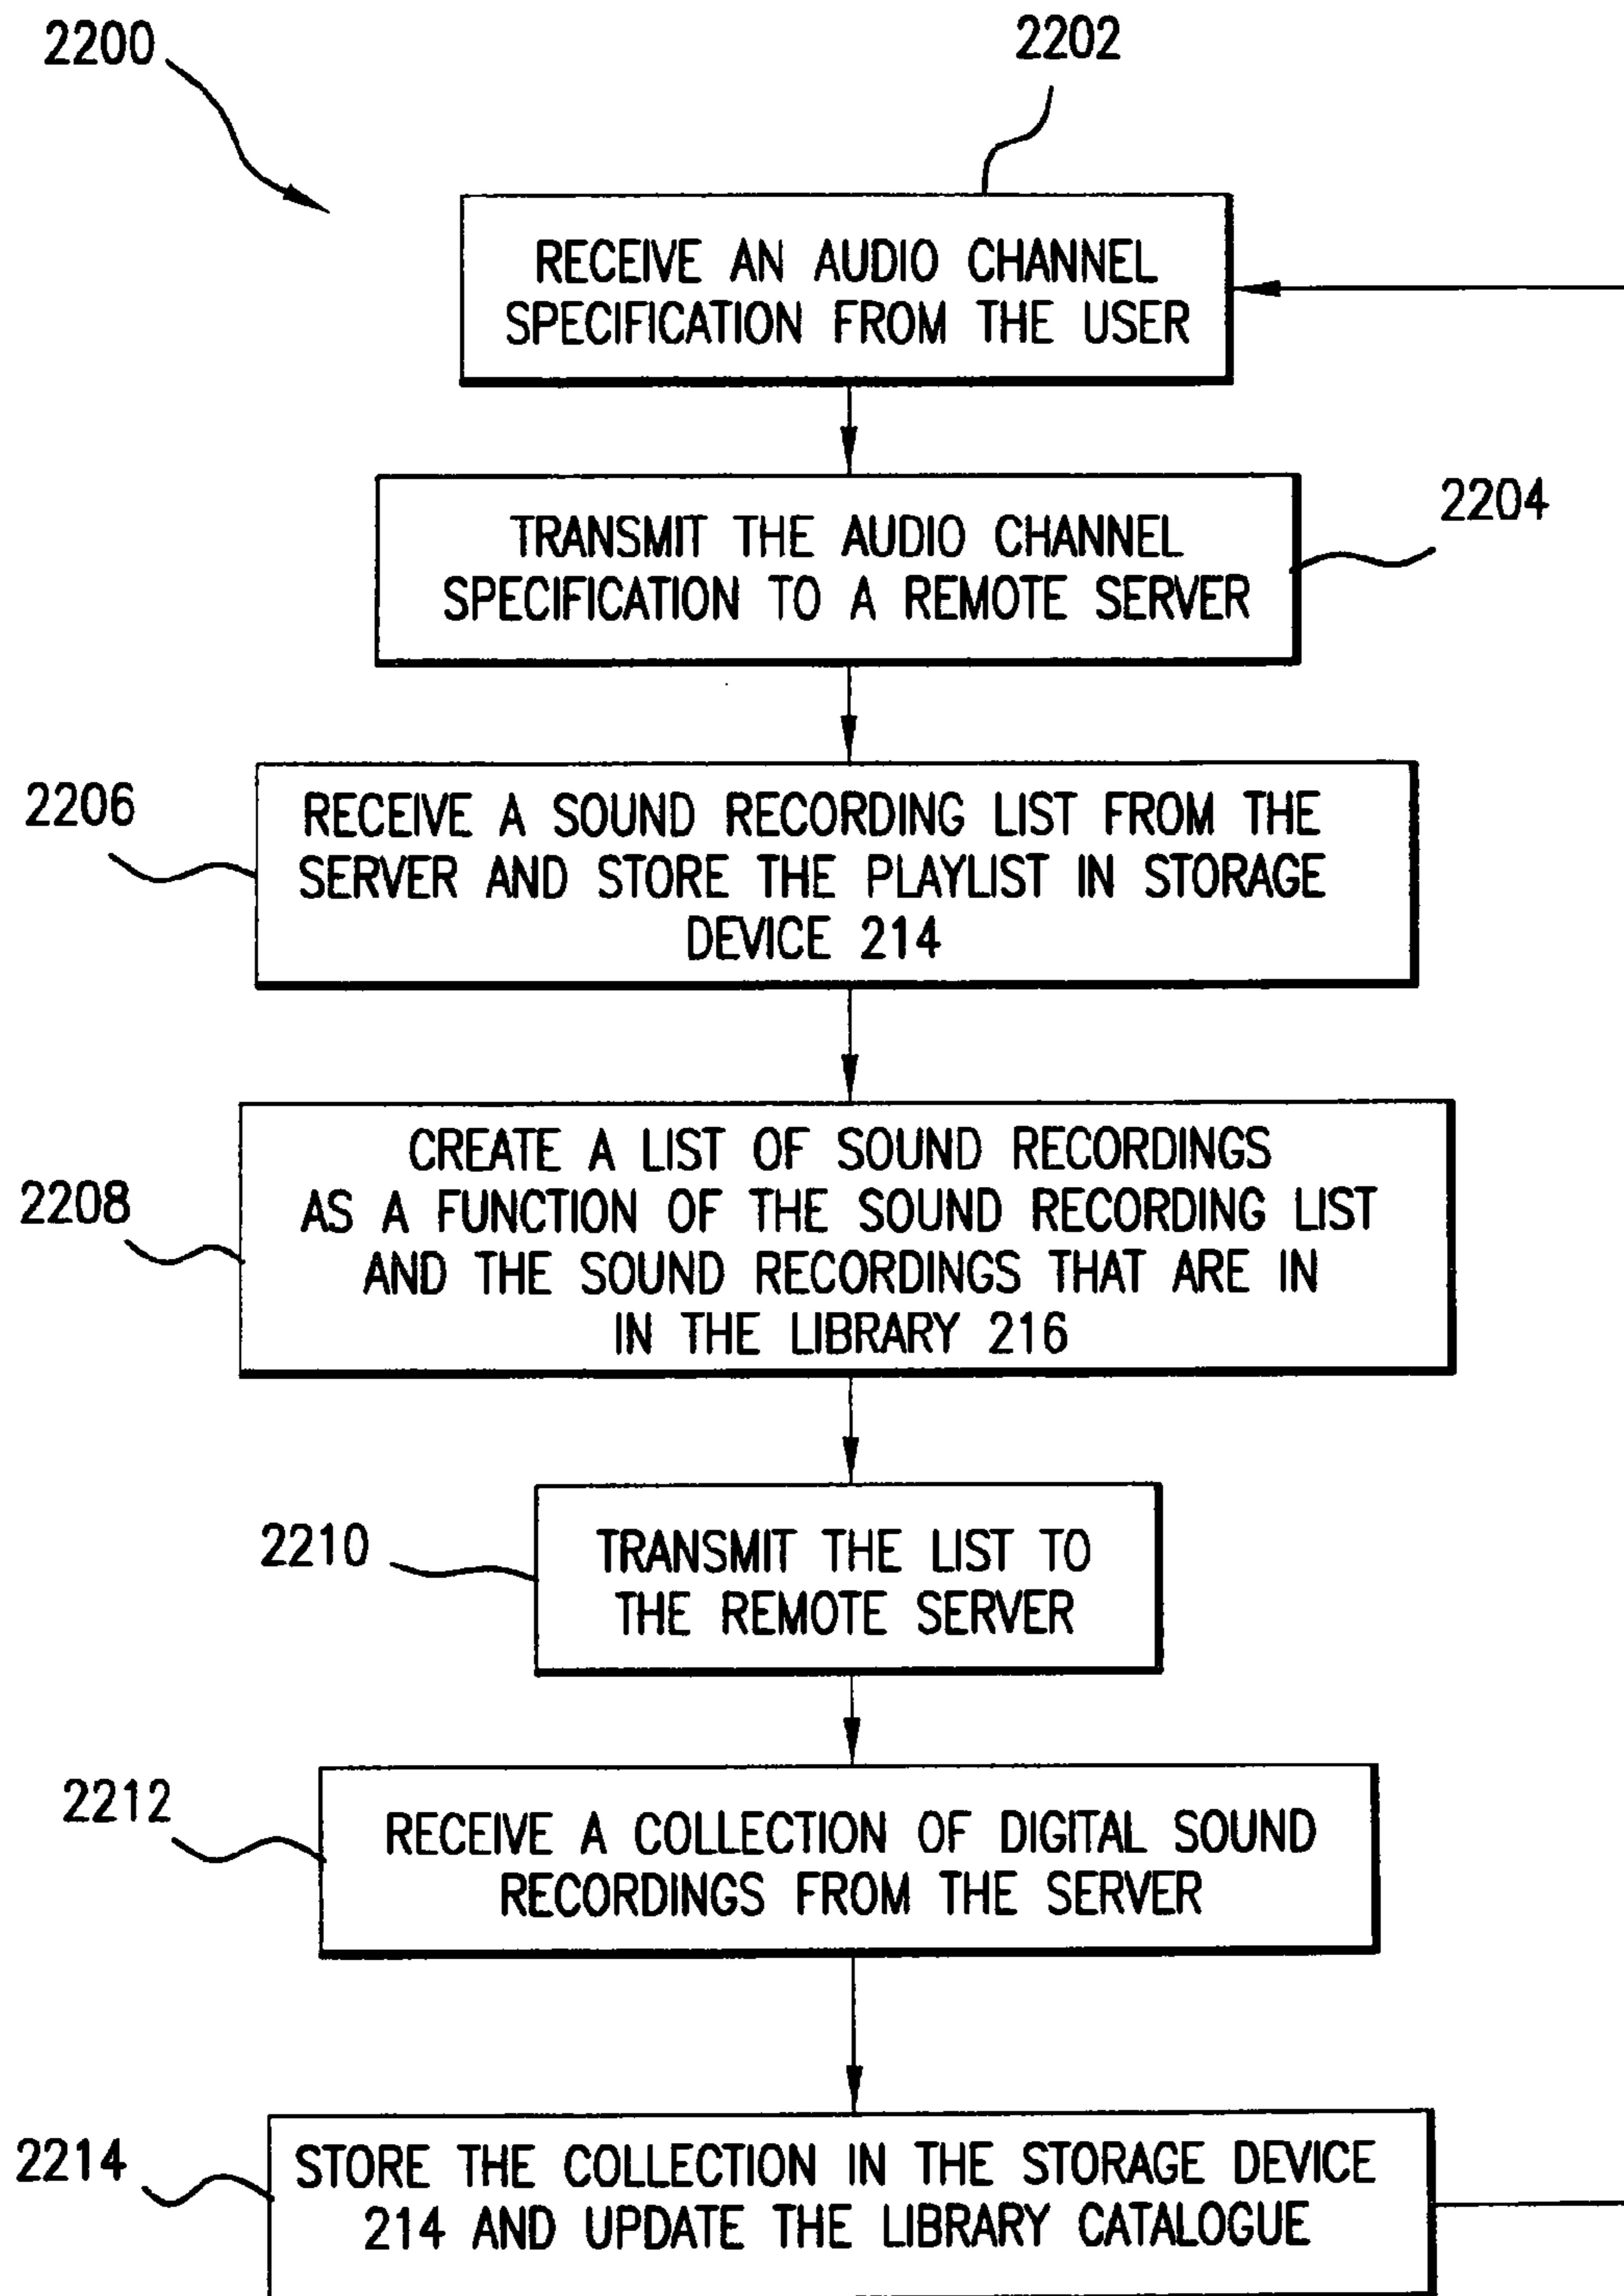 2200
2202
RECEIVE AN AUDIO CHANNEL
SPECIFICATION FROM THE USER
TRANSMIT THE AUDIO CHANNEL
SPECIFICATION TO A REMOTE SERVER
2204
2206
RECEIVE A SOUND RECORDING LIST FROM THE
SERVER AND STORE THE PLAYLIST IN STORAGE
DEVICE 214
2208
CREATE A LIST OF SOUND RECORDINGS
AS A FUNCTION OF THE SOUND RECORDING LIST
AND THE SOUND RECORDINGS THAT ARE IN
IN THE LIBRARY 216
2210
TRANSMIT THE LIST TO
THE REMOTE SERVER
2212
RECEIVE A COLLECTION OF DIGITAL SOUND
RECORDINGS FROM THE SERVER
2214
STORE THE COLLECTION IN THE STORAGE DEVICE
214 AND UPDATE THE LIBRARY CATALOGUE